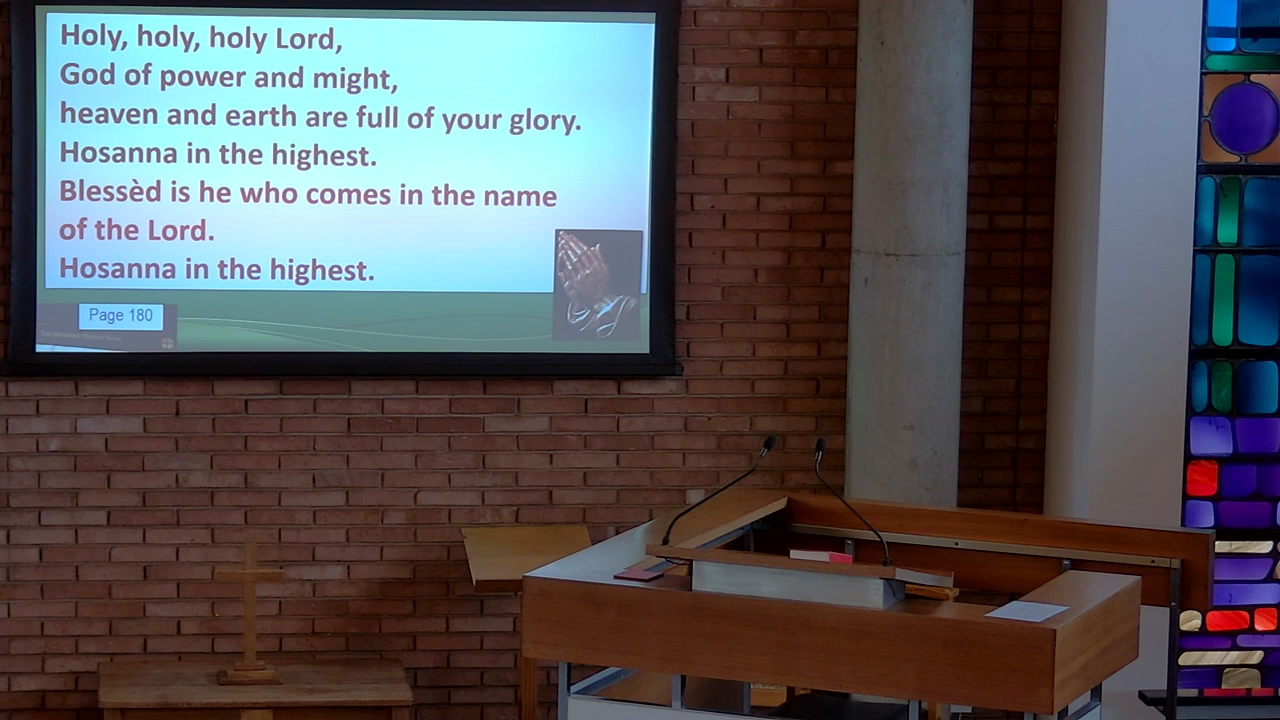 Holy, holy, holy Lord,
God of power and might,
heaven and earth are full of your glory.
Hosanna in the highest.
Blessèd is he who comes in the name
of the Lord.
Hosanna in the highest.
Page 180